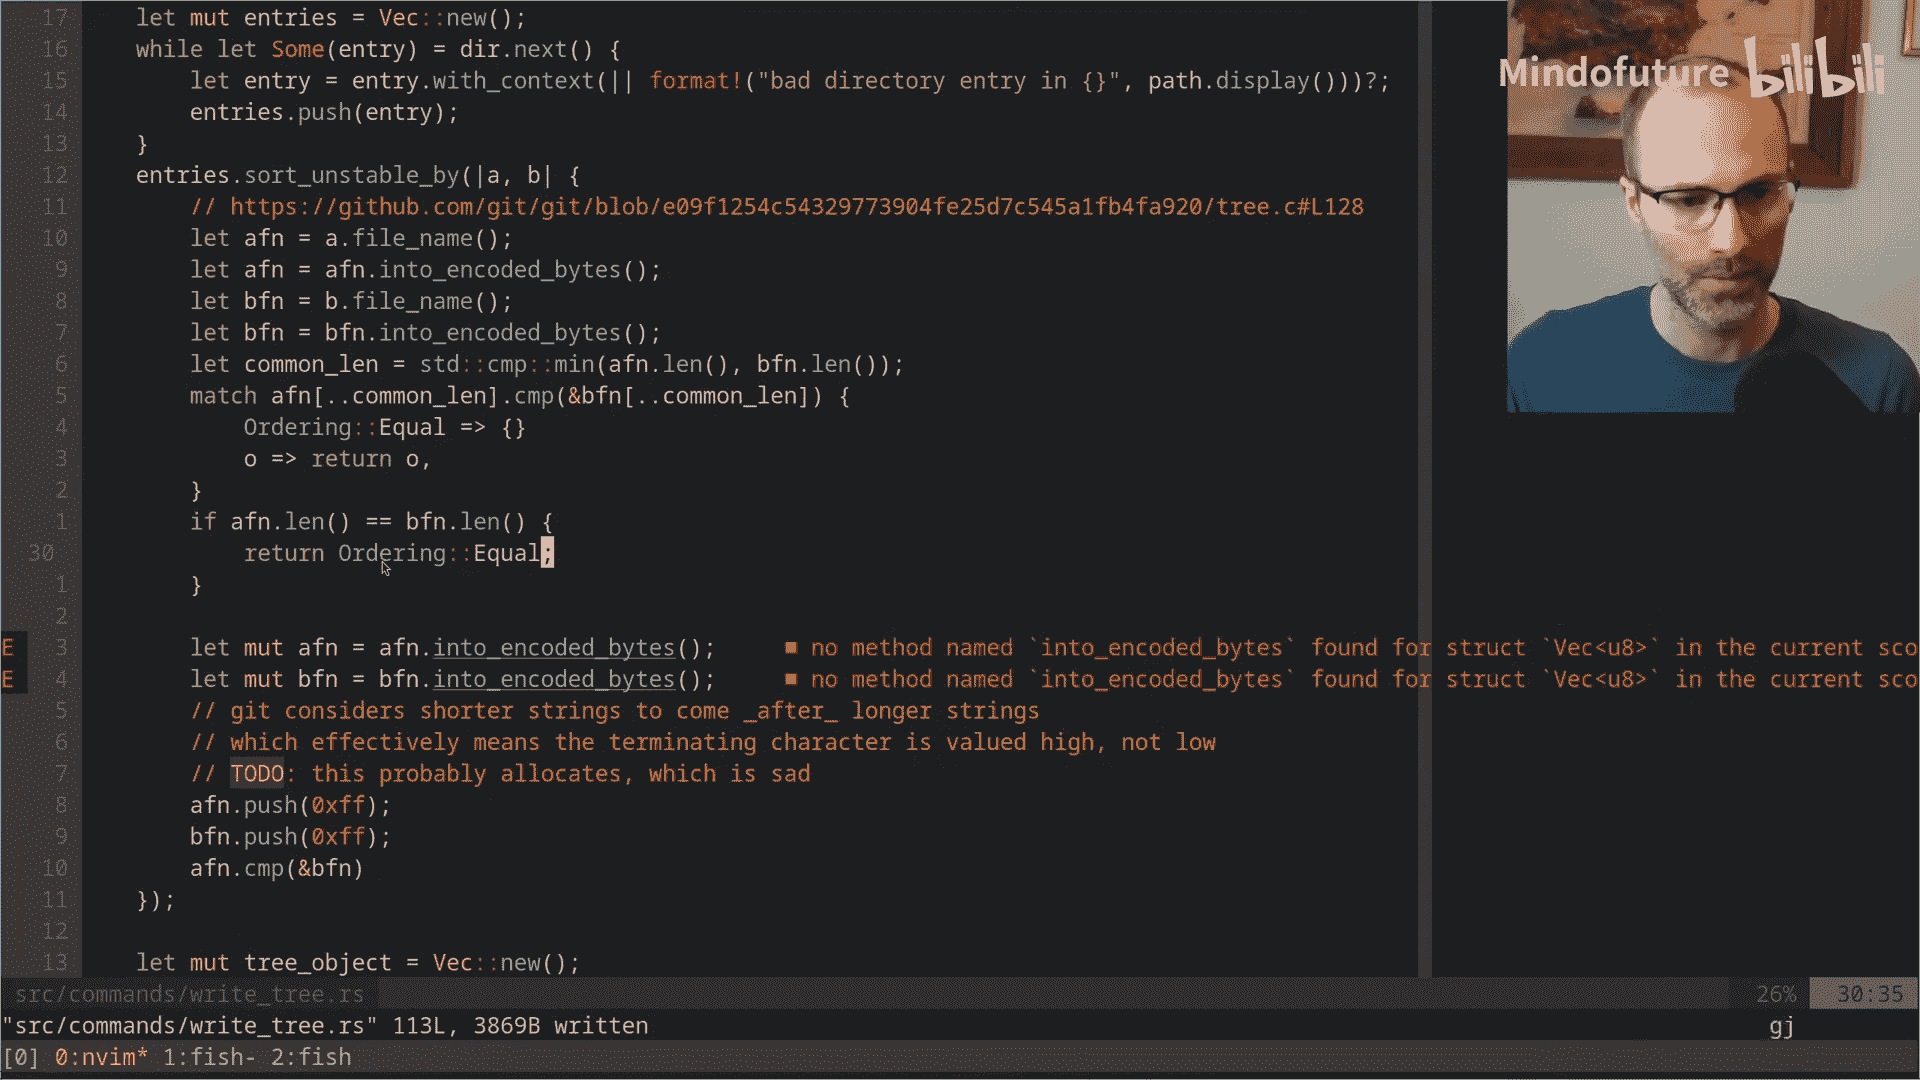 17 let mut entries = Vec::new();
16 while let Some(entry) = dir.next() {
15 let entry = entry.with_context(|| format!("bad directory entry in {}", path.display()))?;
14 entries.push(entry);
13 }
12 entries.sort_unstable_by(|a, b| {
11 // https://github.com/git/git/blob/e09f1254c54329773904fe25d7c545a1fb4fa920/tree.c#L128
10 let afn = a.file_name();
9 let afn = afn.into_encoded_bytes();
8 let bfn = b.file_name();
7 let bfn = bfn.into_encoded_bytes();
6 let common_len = std::cmp::min(afn.len(), bfn.len());
5 match afn[..common_len].cmp(&bfn[..common_len]) {
4 Ordering::Equal => {}
3 o => return o,
2 }
1 if afn.len() == bfn.len() {
30 return Ordering::Equal;
1 }
2
E 3 let mut afn = afn.into_encoded_bytes(); ■ no method named `into_encoded_bytes` found for struct `Vec<u8>` in the current sco
E 4 let mut bfn = bfn.into_encoded_bytes(); ■ no method named `into_encoded_bytes` found for struct `Vec<u8>` in the current sco
5 // git considers shorter strings to come _after_ longer strings
6 // which effectively means the terminating character is valued high, not low
7 // TODO: this probably allocates, which is sad
8 afn.push(0xff);
9 bfn.push(0xff);
10 afn.cmp(&bfn)
11 });
12
13 let mut tree_object = Vec::new();
src/commands/write_tree.rs 26% 30:35
"src/commands/write_tree.rs" 113L, 3869B written gj
[0] 0:nvim* 1:fish- 2:fish
Mindofuture bilibili